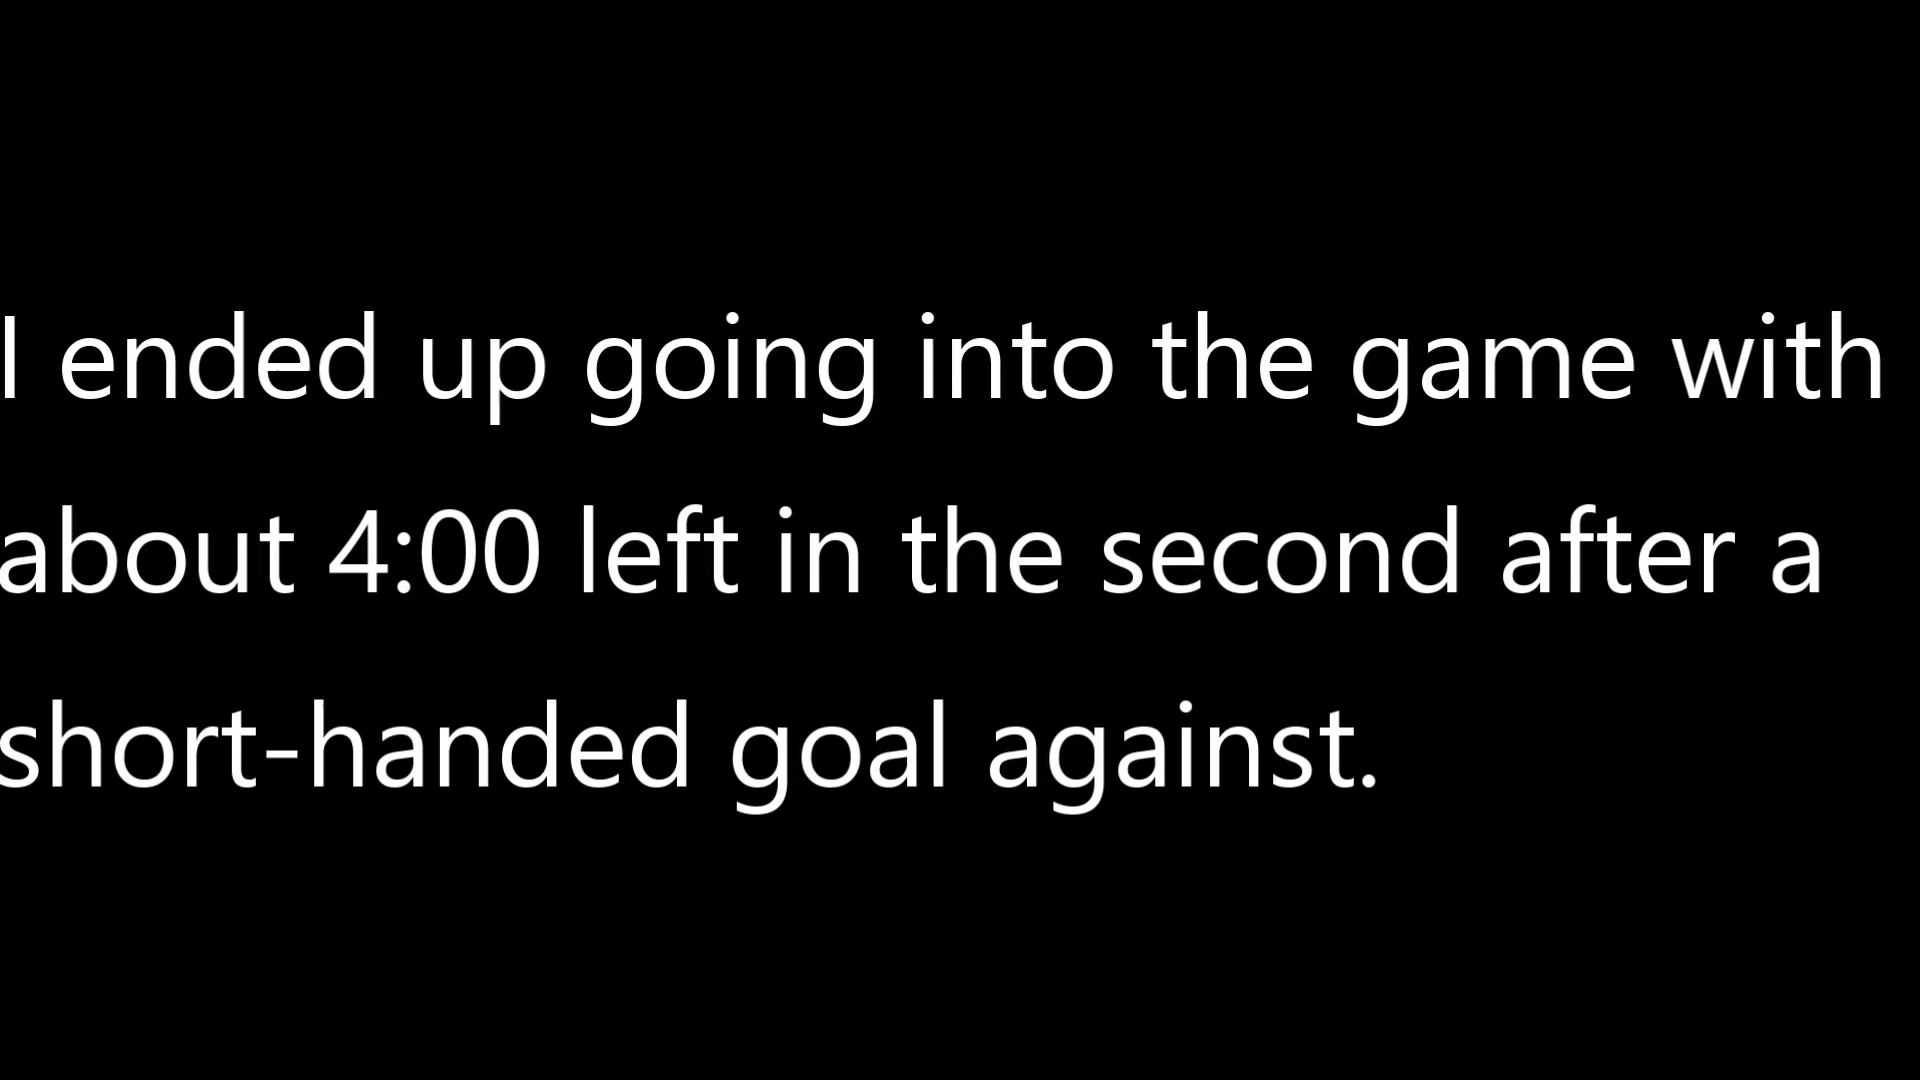 I ended up going into the game with
about 4:00 left in the second after a
short-handed goal against.